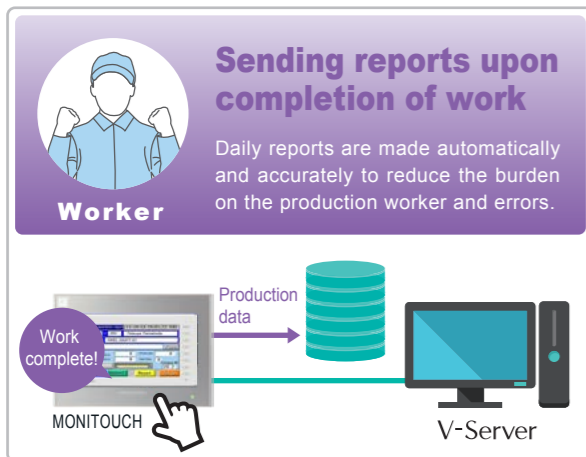 Sending reports upon
completion of work
Daily reports are made automatically
and accurately to reduce the burden
on the production worker and errors.
Worker
Production
data
Work
complete!
MONITOUCH
V-Server